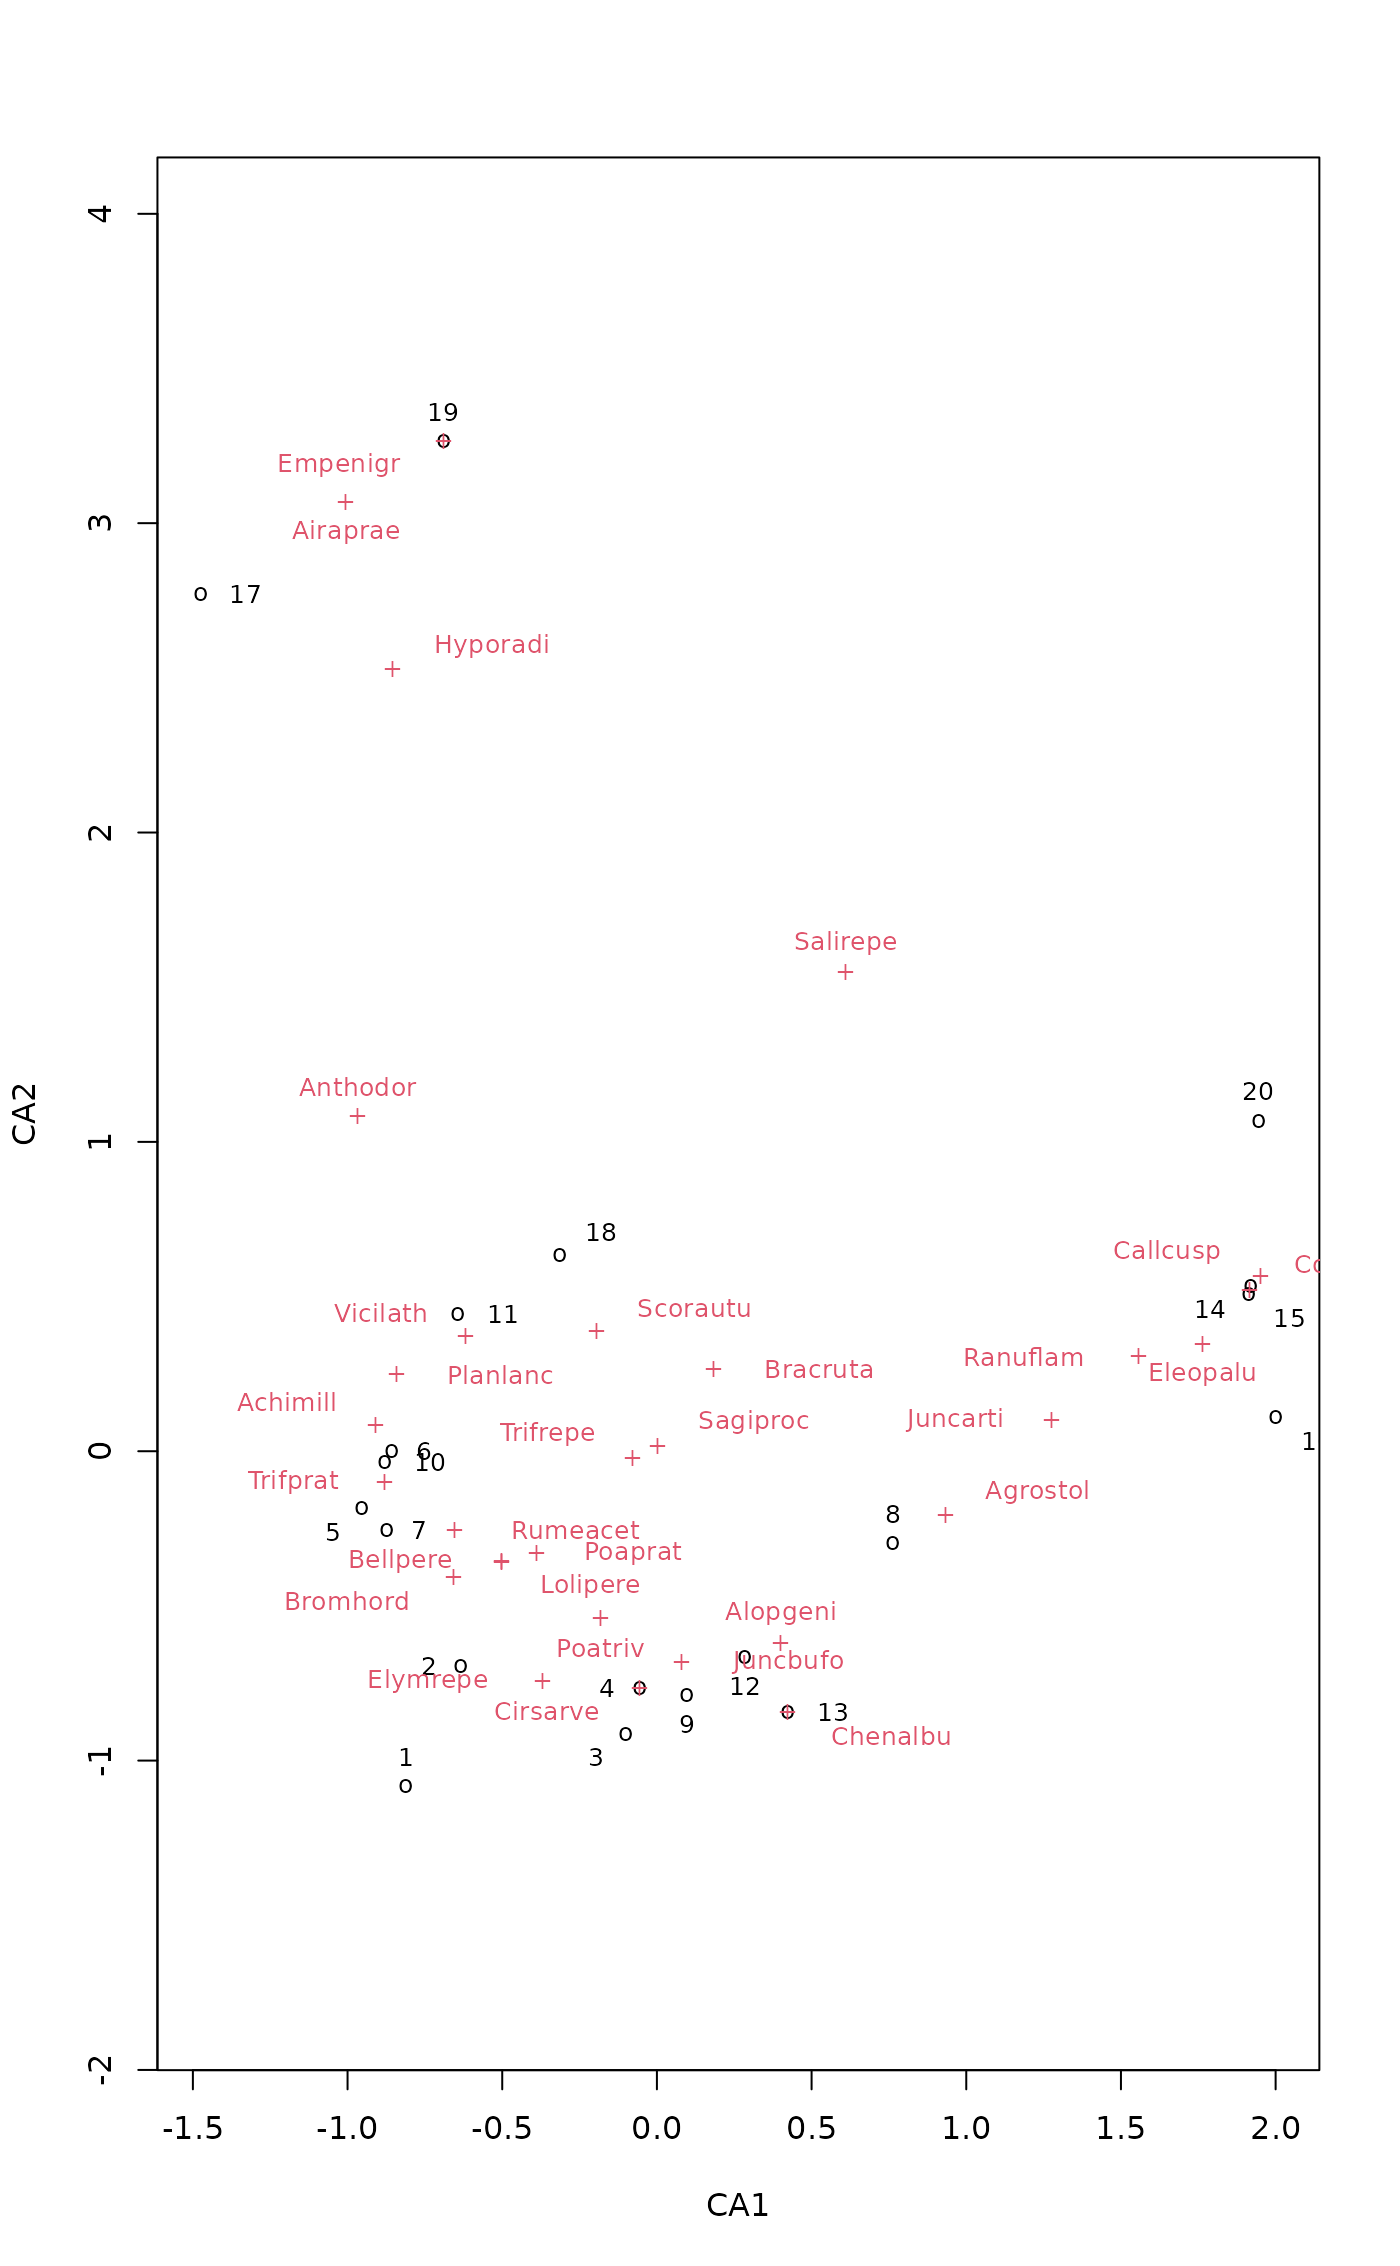 4
19
Empenigr
3
Airaprae
17
Hyporadi
2
Salirepe
Anthodor
20
CA2
1
18
Callcusp
Co
Vicilath
11
Scorautu
14
15
Ranuflam
Planlanc
Bracruta
Eleopalu
Achimill
Trifrepe
Sagiproc
Juncarti
1
0
6
10
Trifprat
Agrostol
8
5
7
Rumeacet
Bellpere
Poaprat
Lolipere
Bromhord
Alopgeni
Poatriv
Juncbufo
2
Elymrepe
4
12
Cirsarve
9
13
Chenalbu
1
3
-1
-2
-1.5 -1.0 -0.5 0.0 0.5 1.0 1.5 2.0
CA1